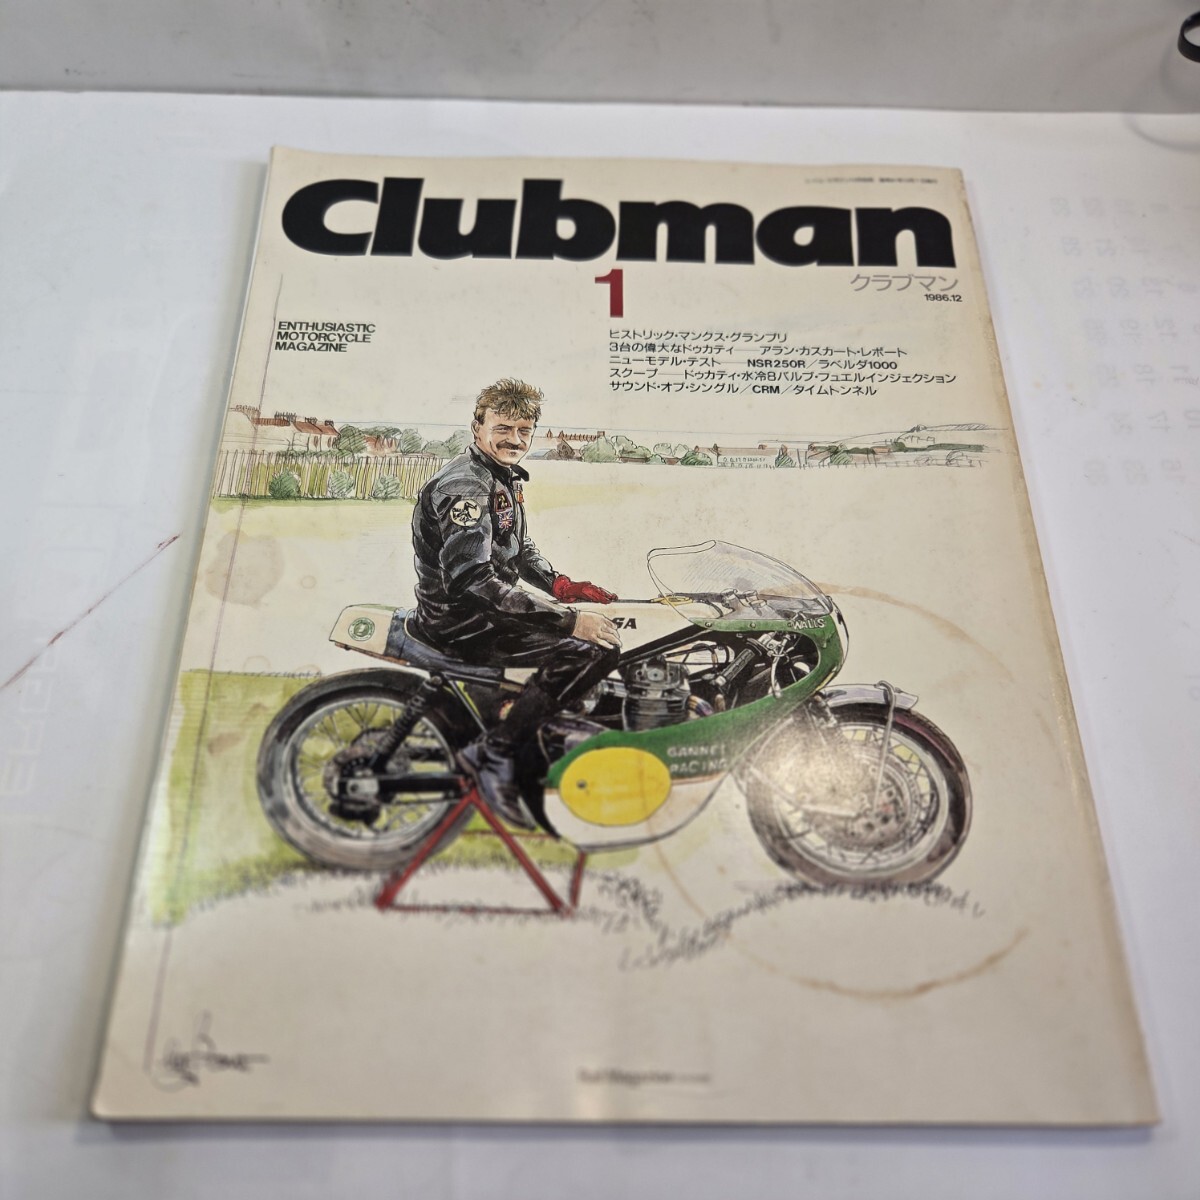 Clubman
1
クラブマン
1986.12
ENTHUSIASTIC
MOTORCYCLE
MAGAZINE
ヒストリック・マンクス・グランプリ
3台の偉大なドゥカティ――アラン・カスカート・レポート
ニューモデル・テスト――NSR250R／ラベルダ1000
スクープ――ドゥカティ・水冷8バルブ・フュエルインジェクション
サウンド・オブ・シングル／CRM／タイムトンネル
SA
WALLS
GANNET
RACING